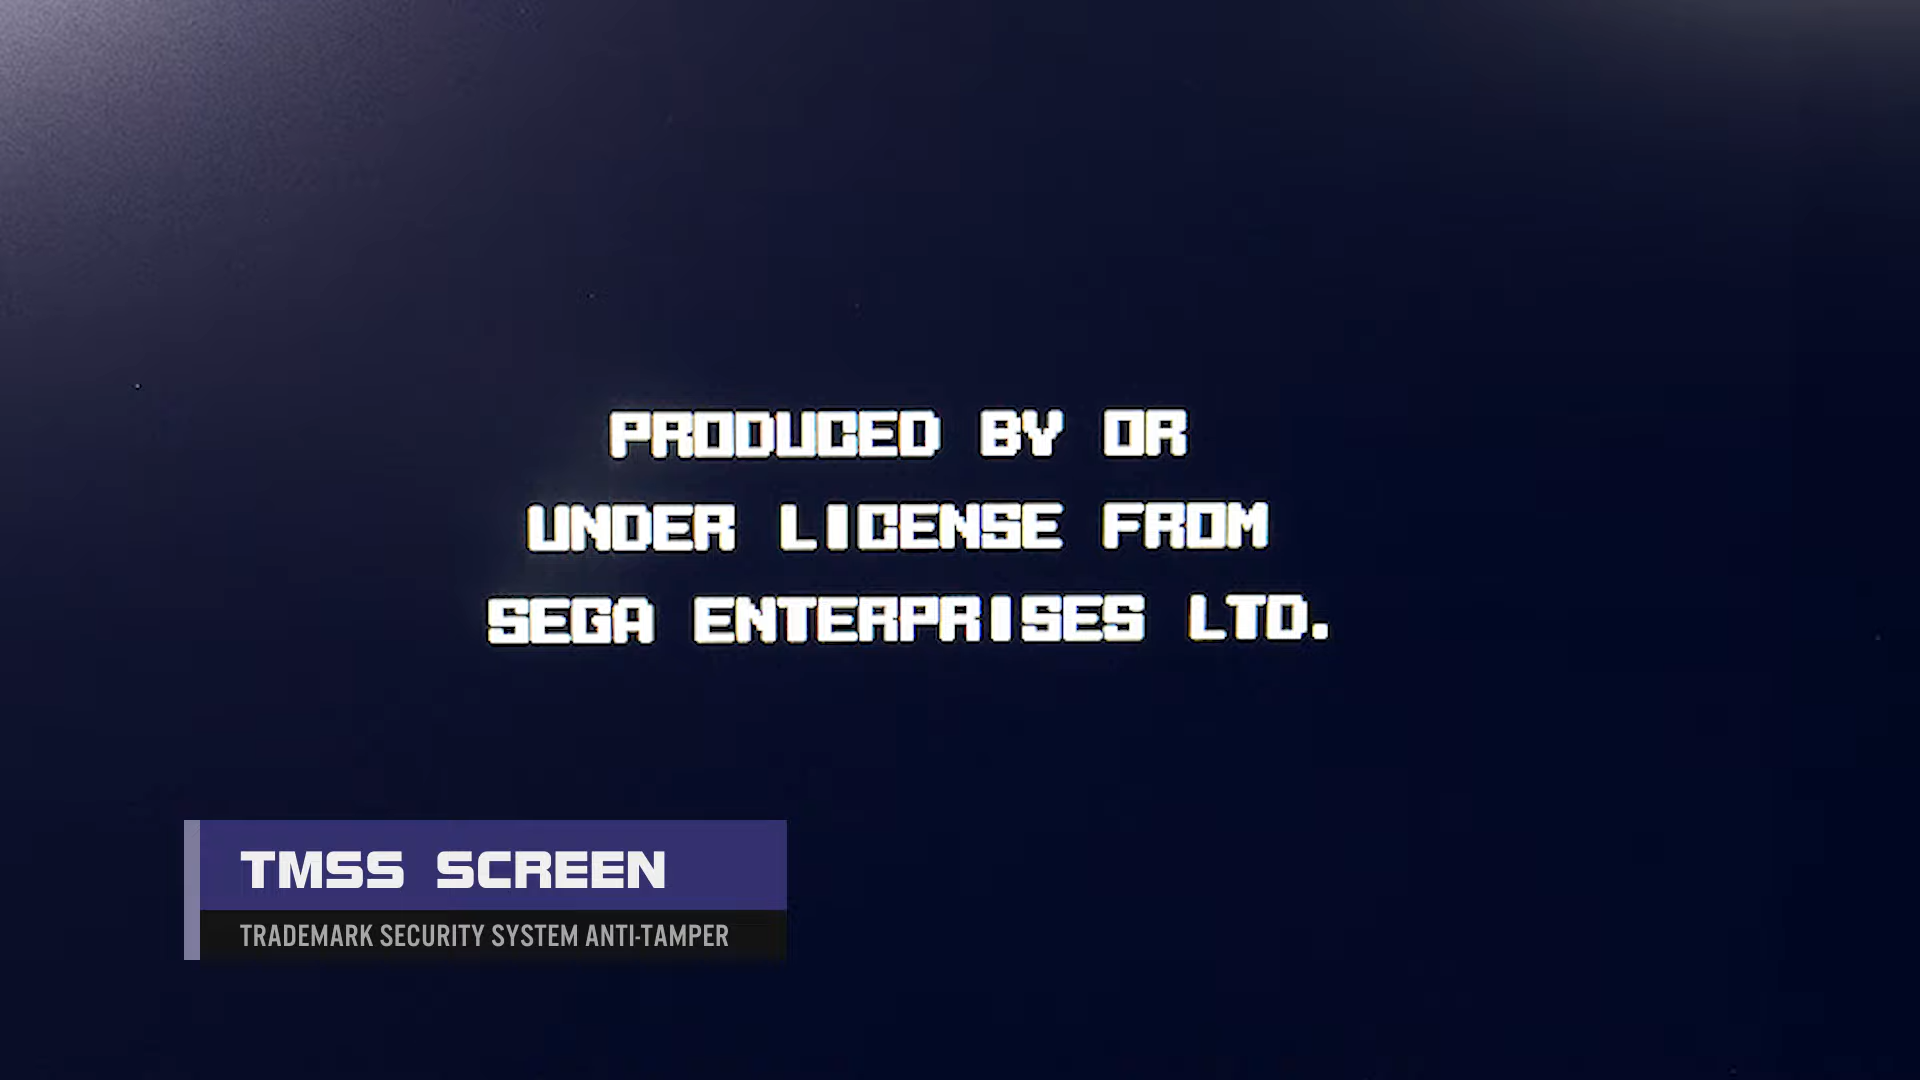 PRODUCED BY OR
UNDER LICENSE FROM
SEGA ENTERPRISES LTD.
TMSS SCREEN
TRADEMARK SECURITY SYSTEM ANTI-TAMPER